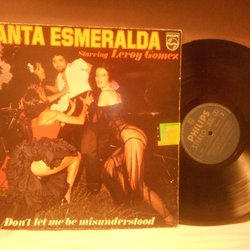 ANTA ESMERALDA
Starring Leroy Gomez
PHILIPS
Don't let me be misunderstood
PHILIPS